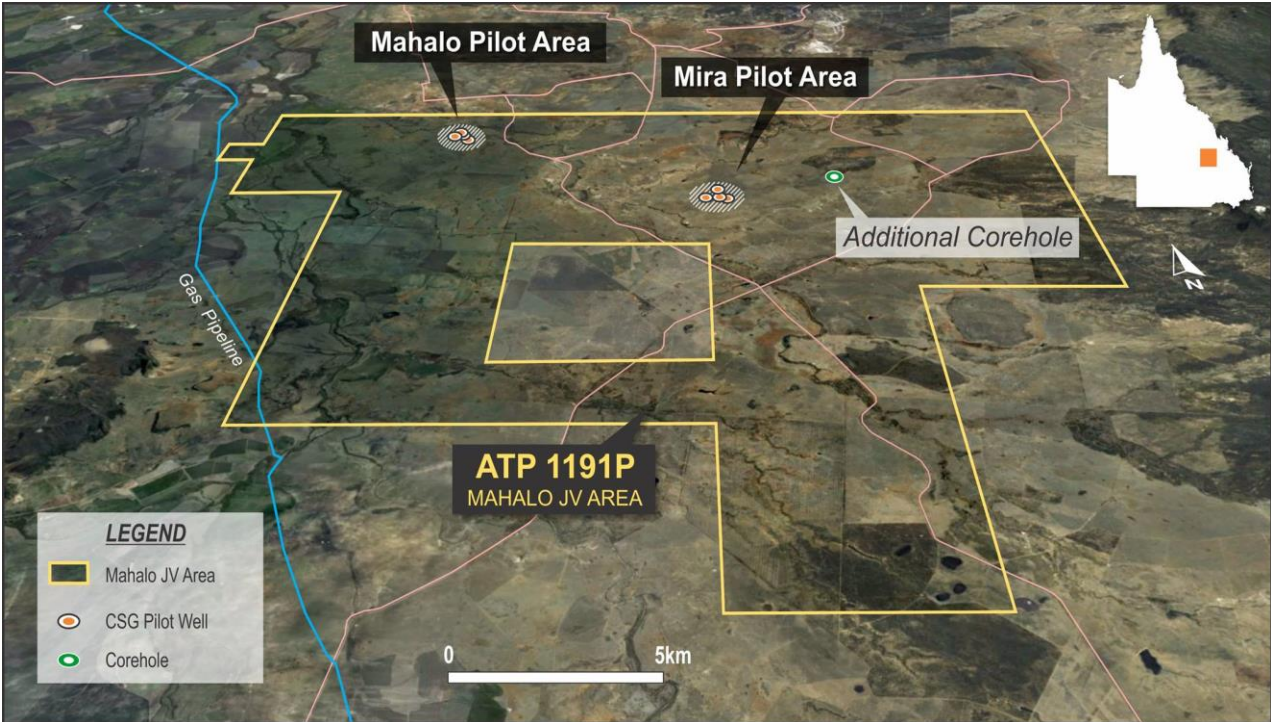 Mahalo Pilot Area
Mira Pilot Area
Additional Corehole
N
Gas Pipeline
ATP 1191P
MAHALO JV AREA
LEGEND
Mahalo JV Area
CSG Pilot Well
Corehole
0 5km